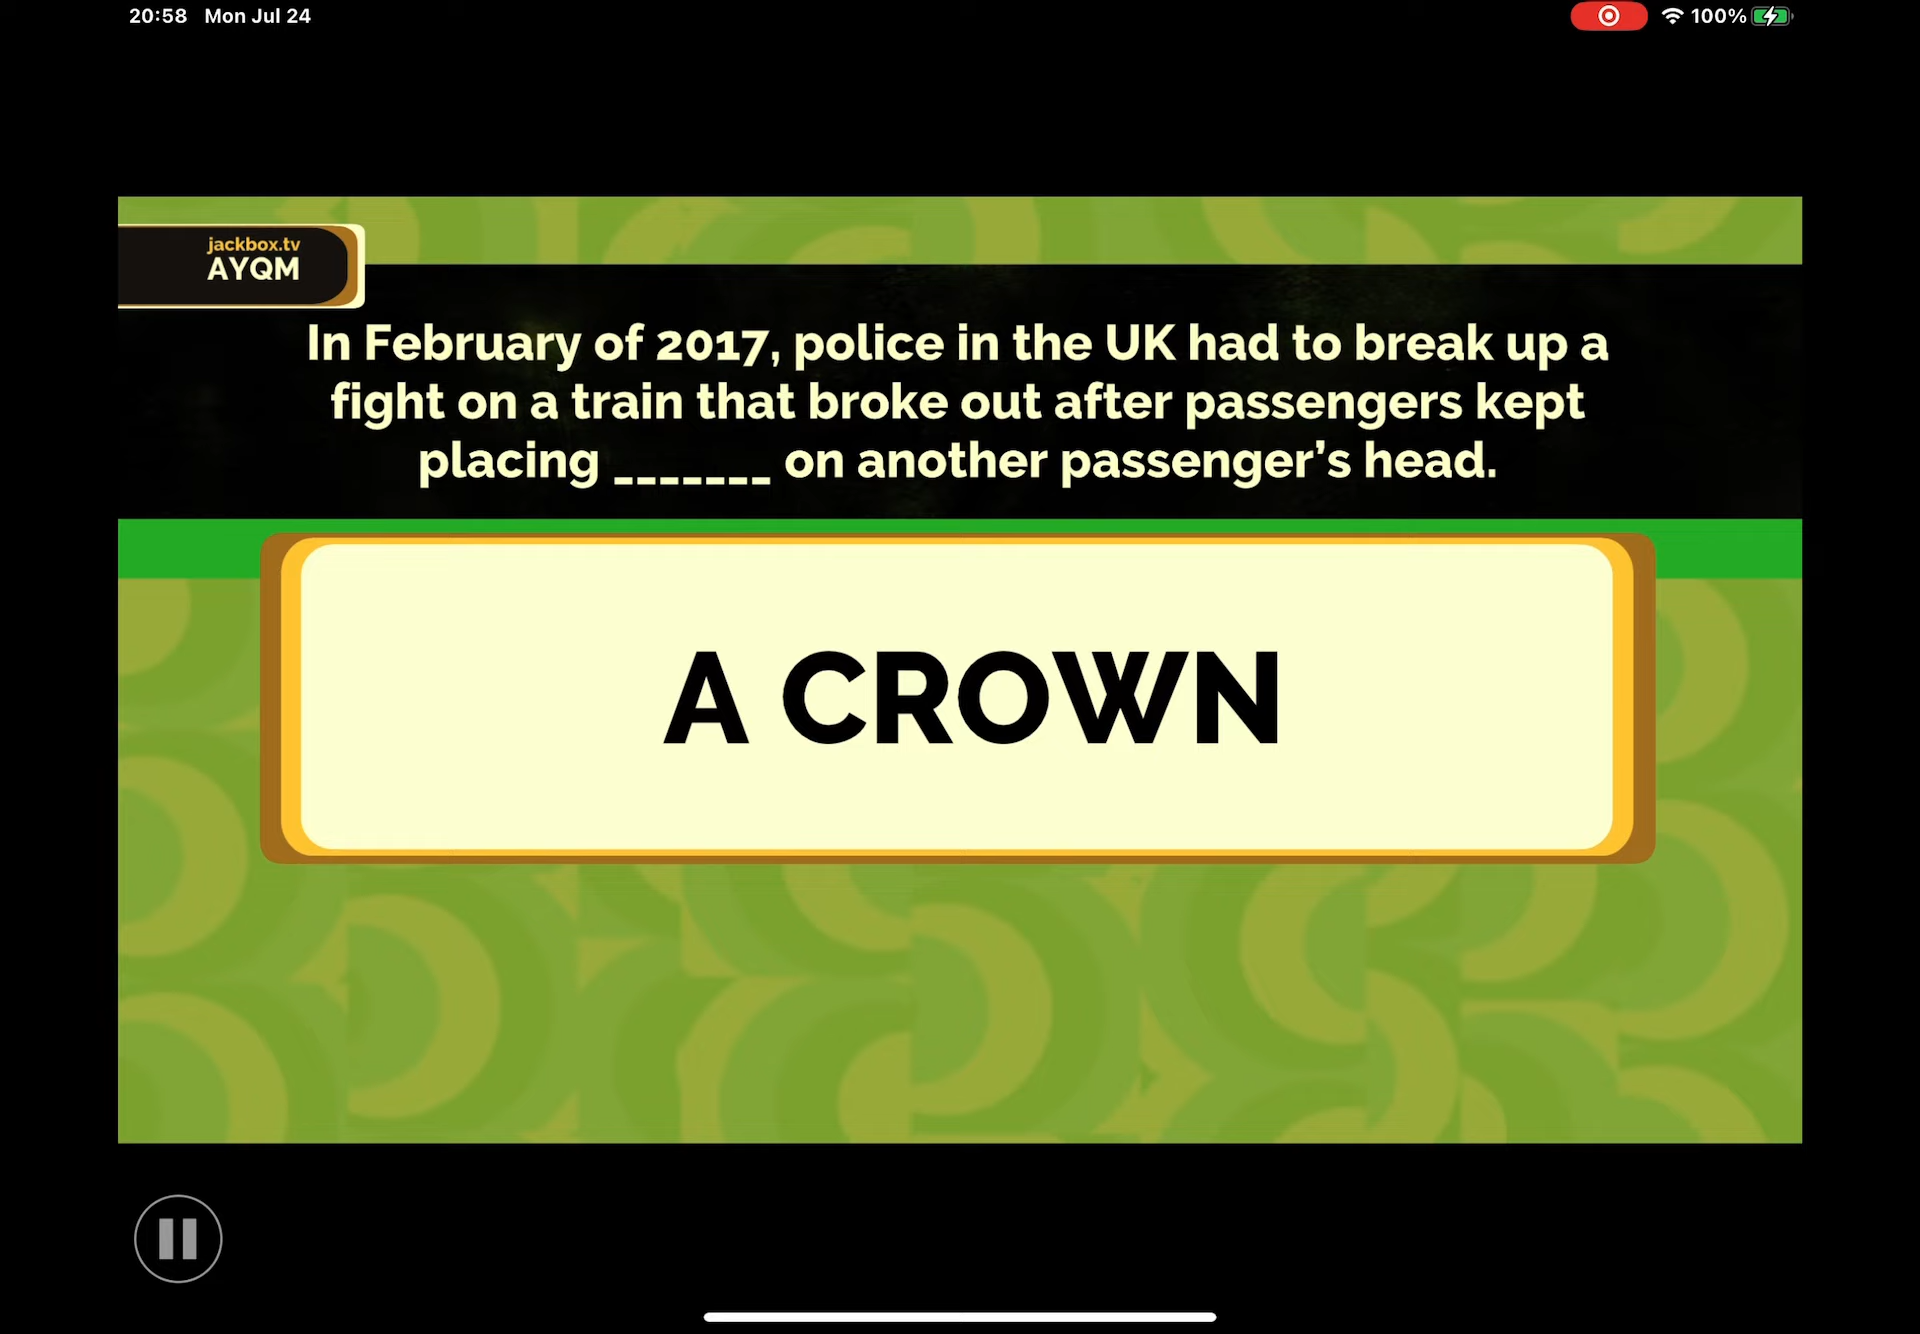 20:58 Mon Jul 24
100%
jackbox.tv
AYQM
In February of 2017, police in the UK had to break up a
fight on a train that broke out after passengers kept
placing _______ on another passenger’s head.
A CROWN